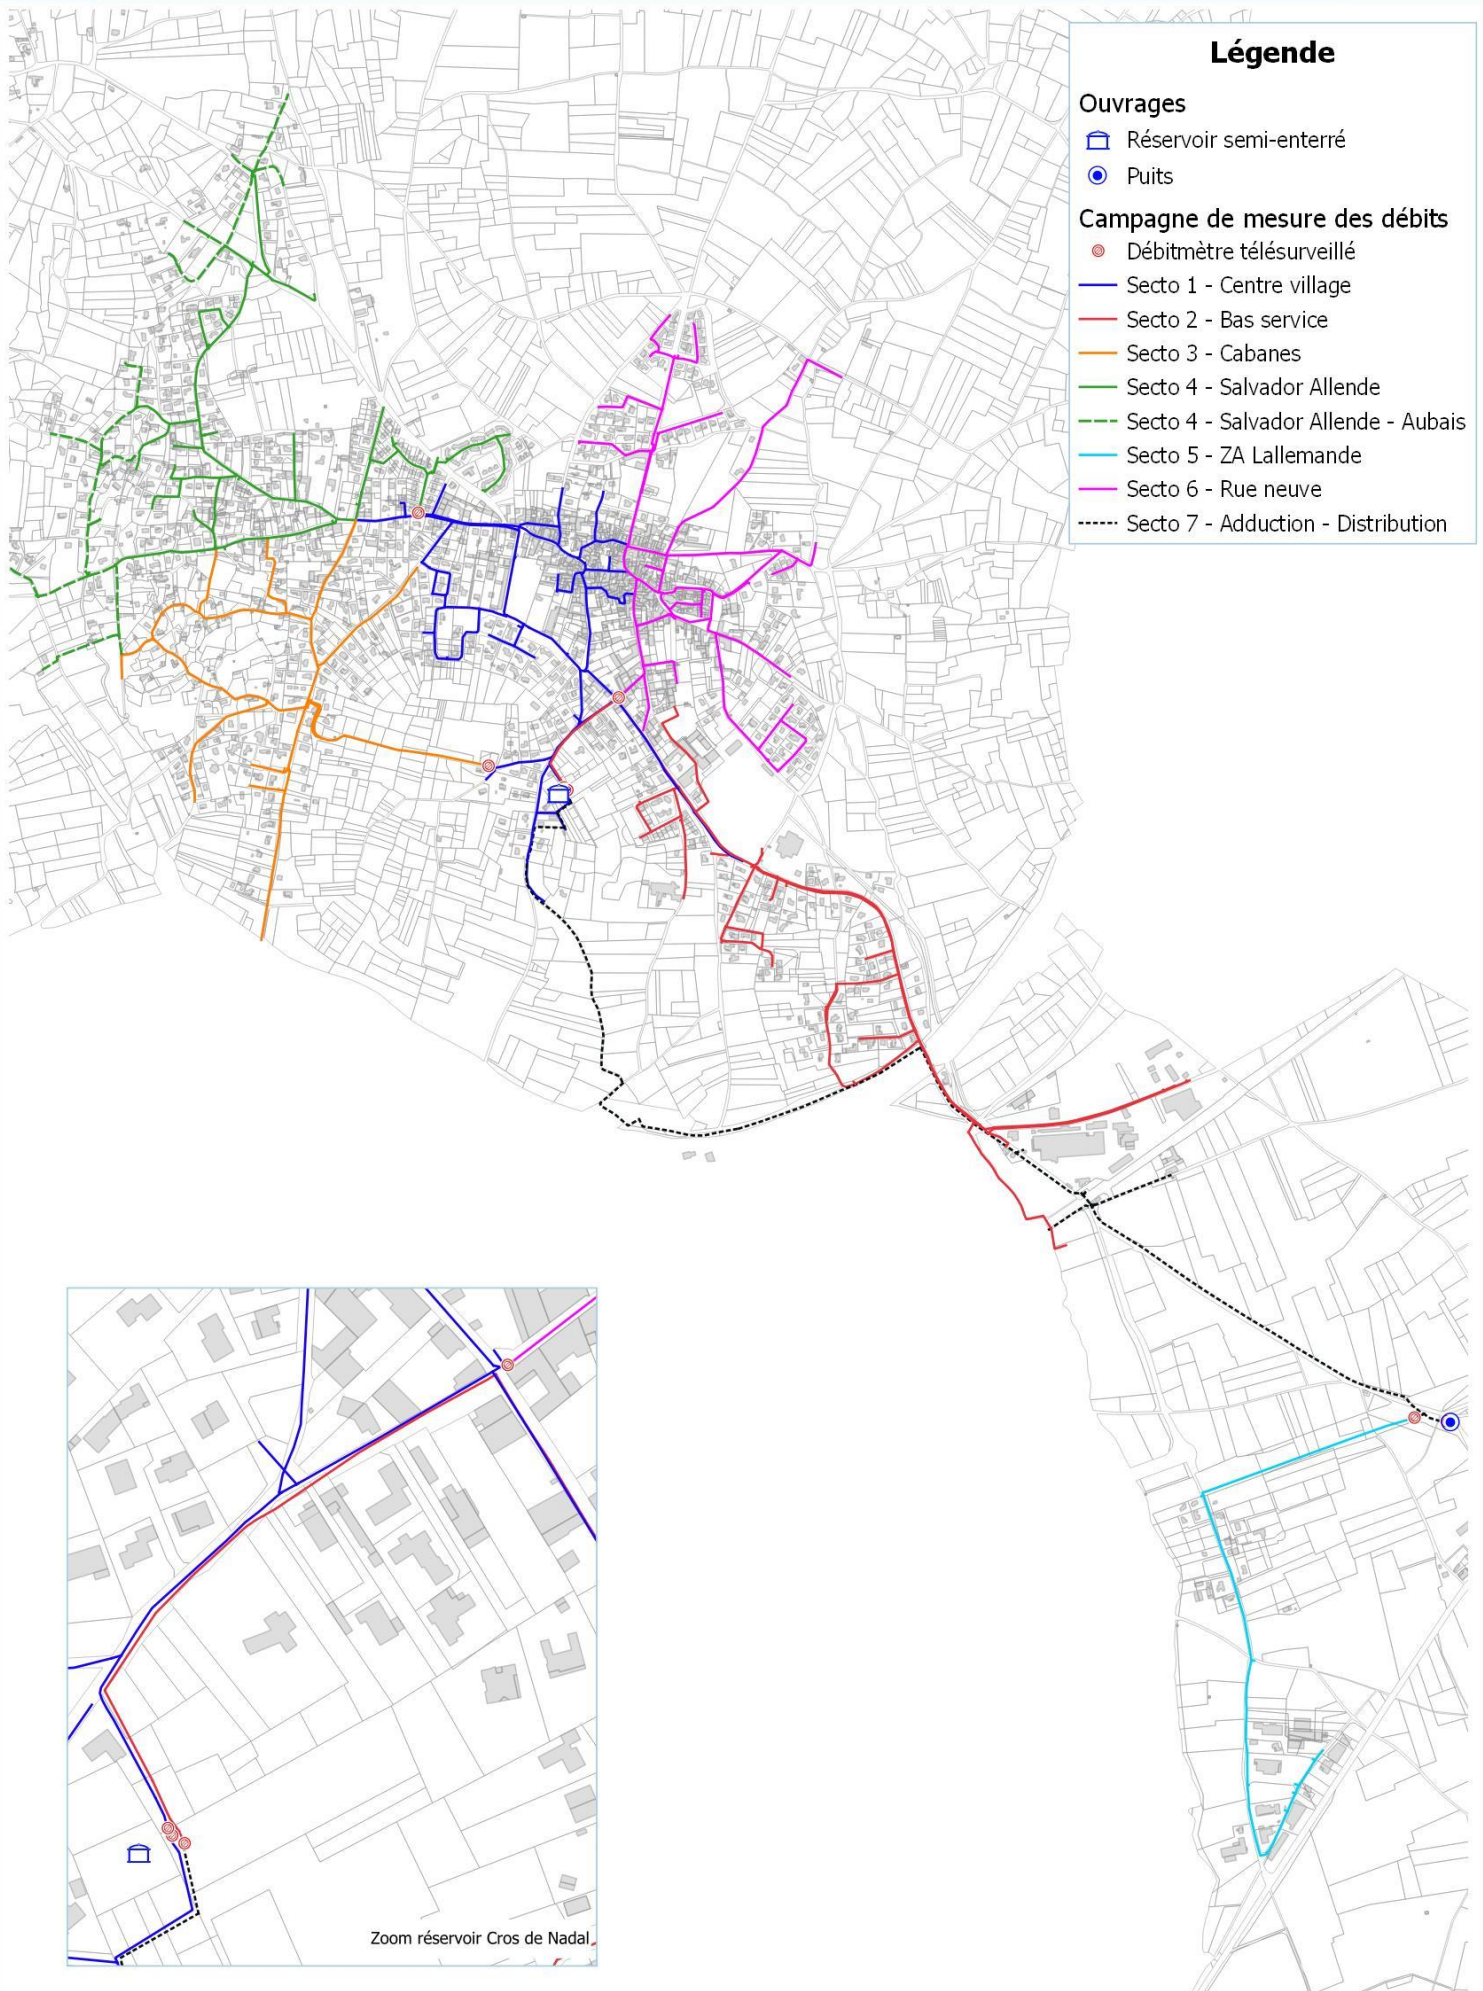 Légende
Ouvrages
Réservoir semi-enterré
Puits
Campagne de mesure des débits
Débitmètre télésurveillé
Secto 1 - Centre village
Secto 2 - Bas service
Secto 3 - Cabanes
Secto 4 - Salvador Allende
Secto 4 - Salvador Allende - Aubais
Secto 5 - ZA Lallemande
Secto 6 - Rue neuve
Secto 7 - Adduction - Distribution
Zoom réservoir Cros de Nadal